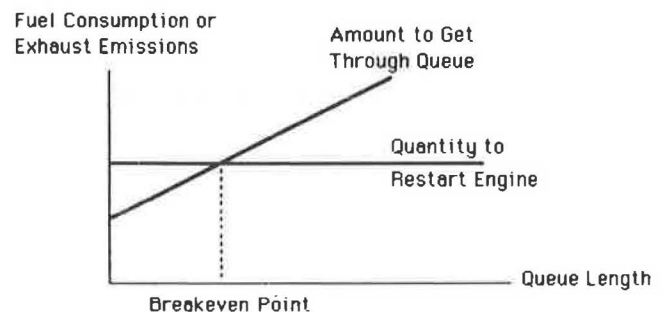 Fuel Consumption or
Exhaust Emissions
Amount to Get
Through Queue
Quantity to
Restart Engine
Queue Length
Breakeven Point